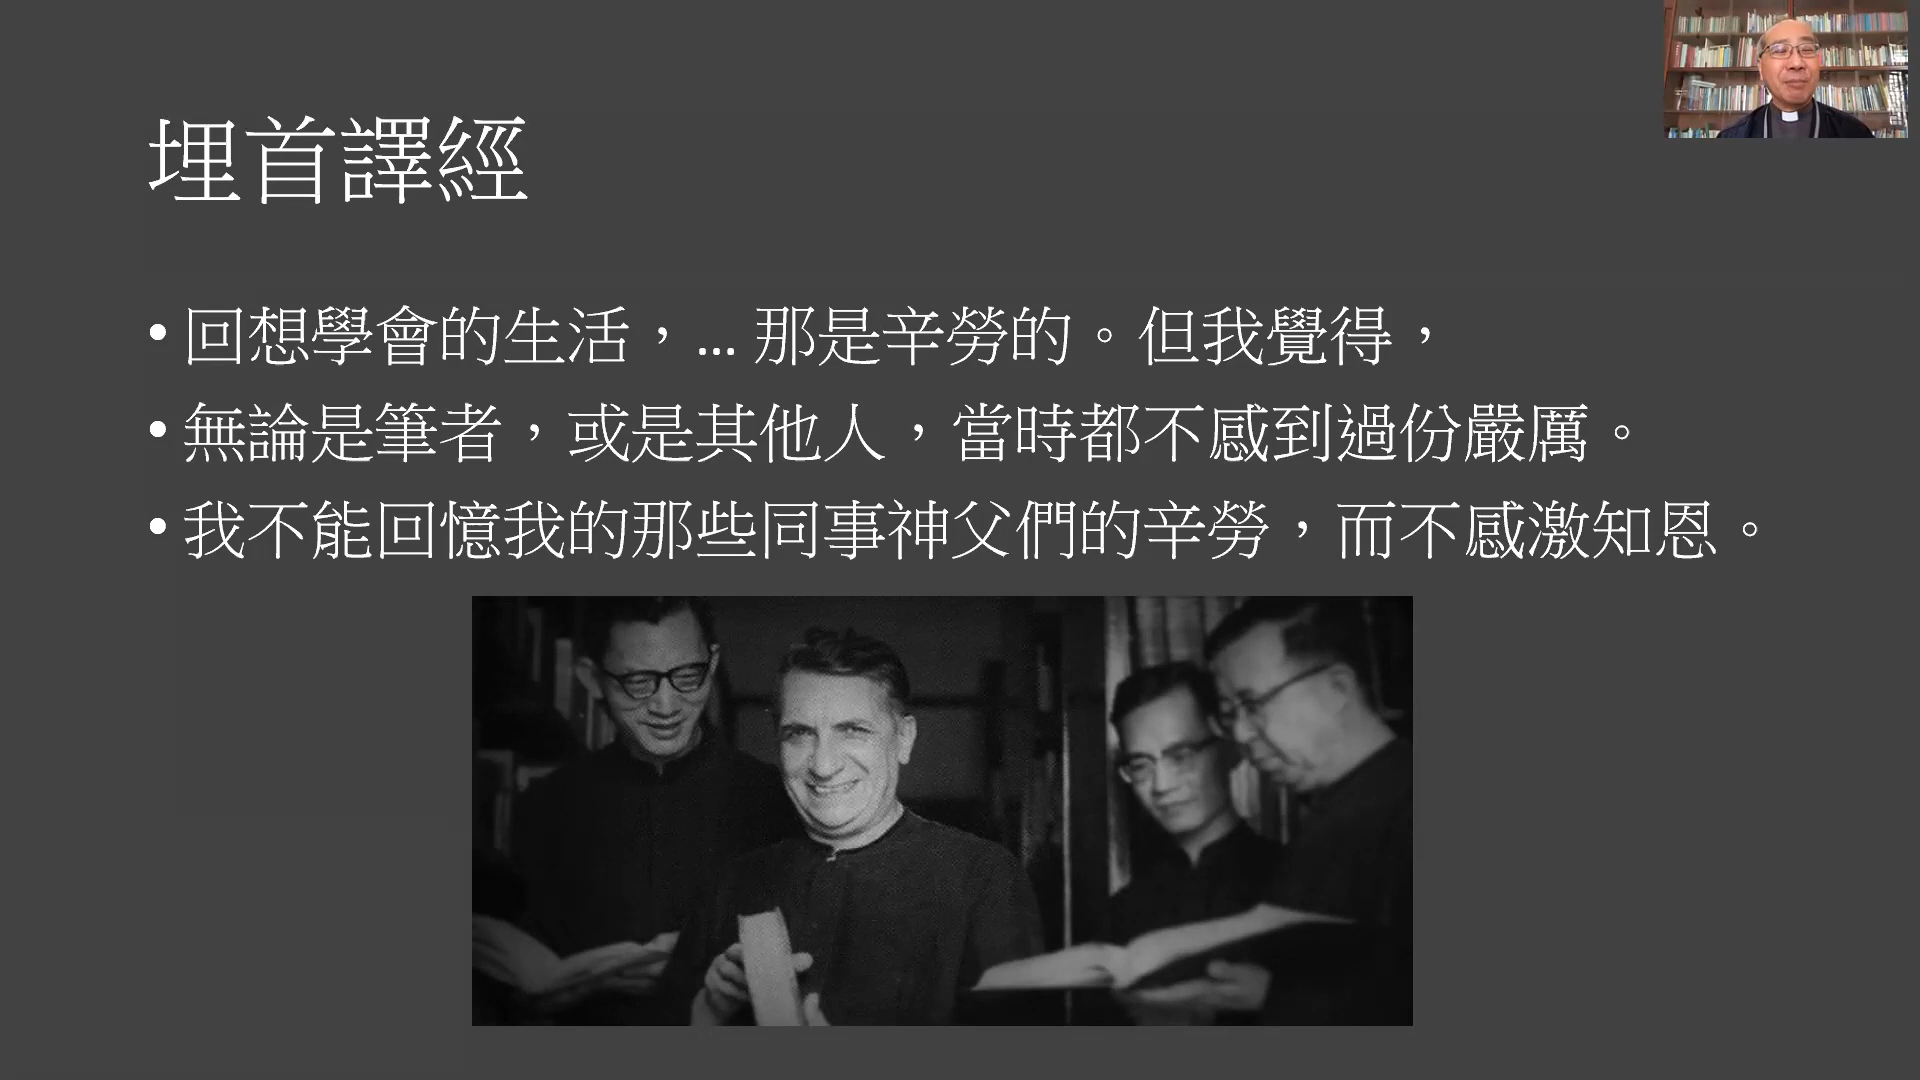 埋首譯經
• 回想學會的生活，... 那是辛勞的。但我覺得，
• 無論是筆者，或是其他人，當時都不感到過份嚴厲。
• 我不能回憶我的那些同事神父們的辛勞，而不感激知恩。